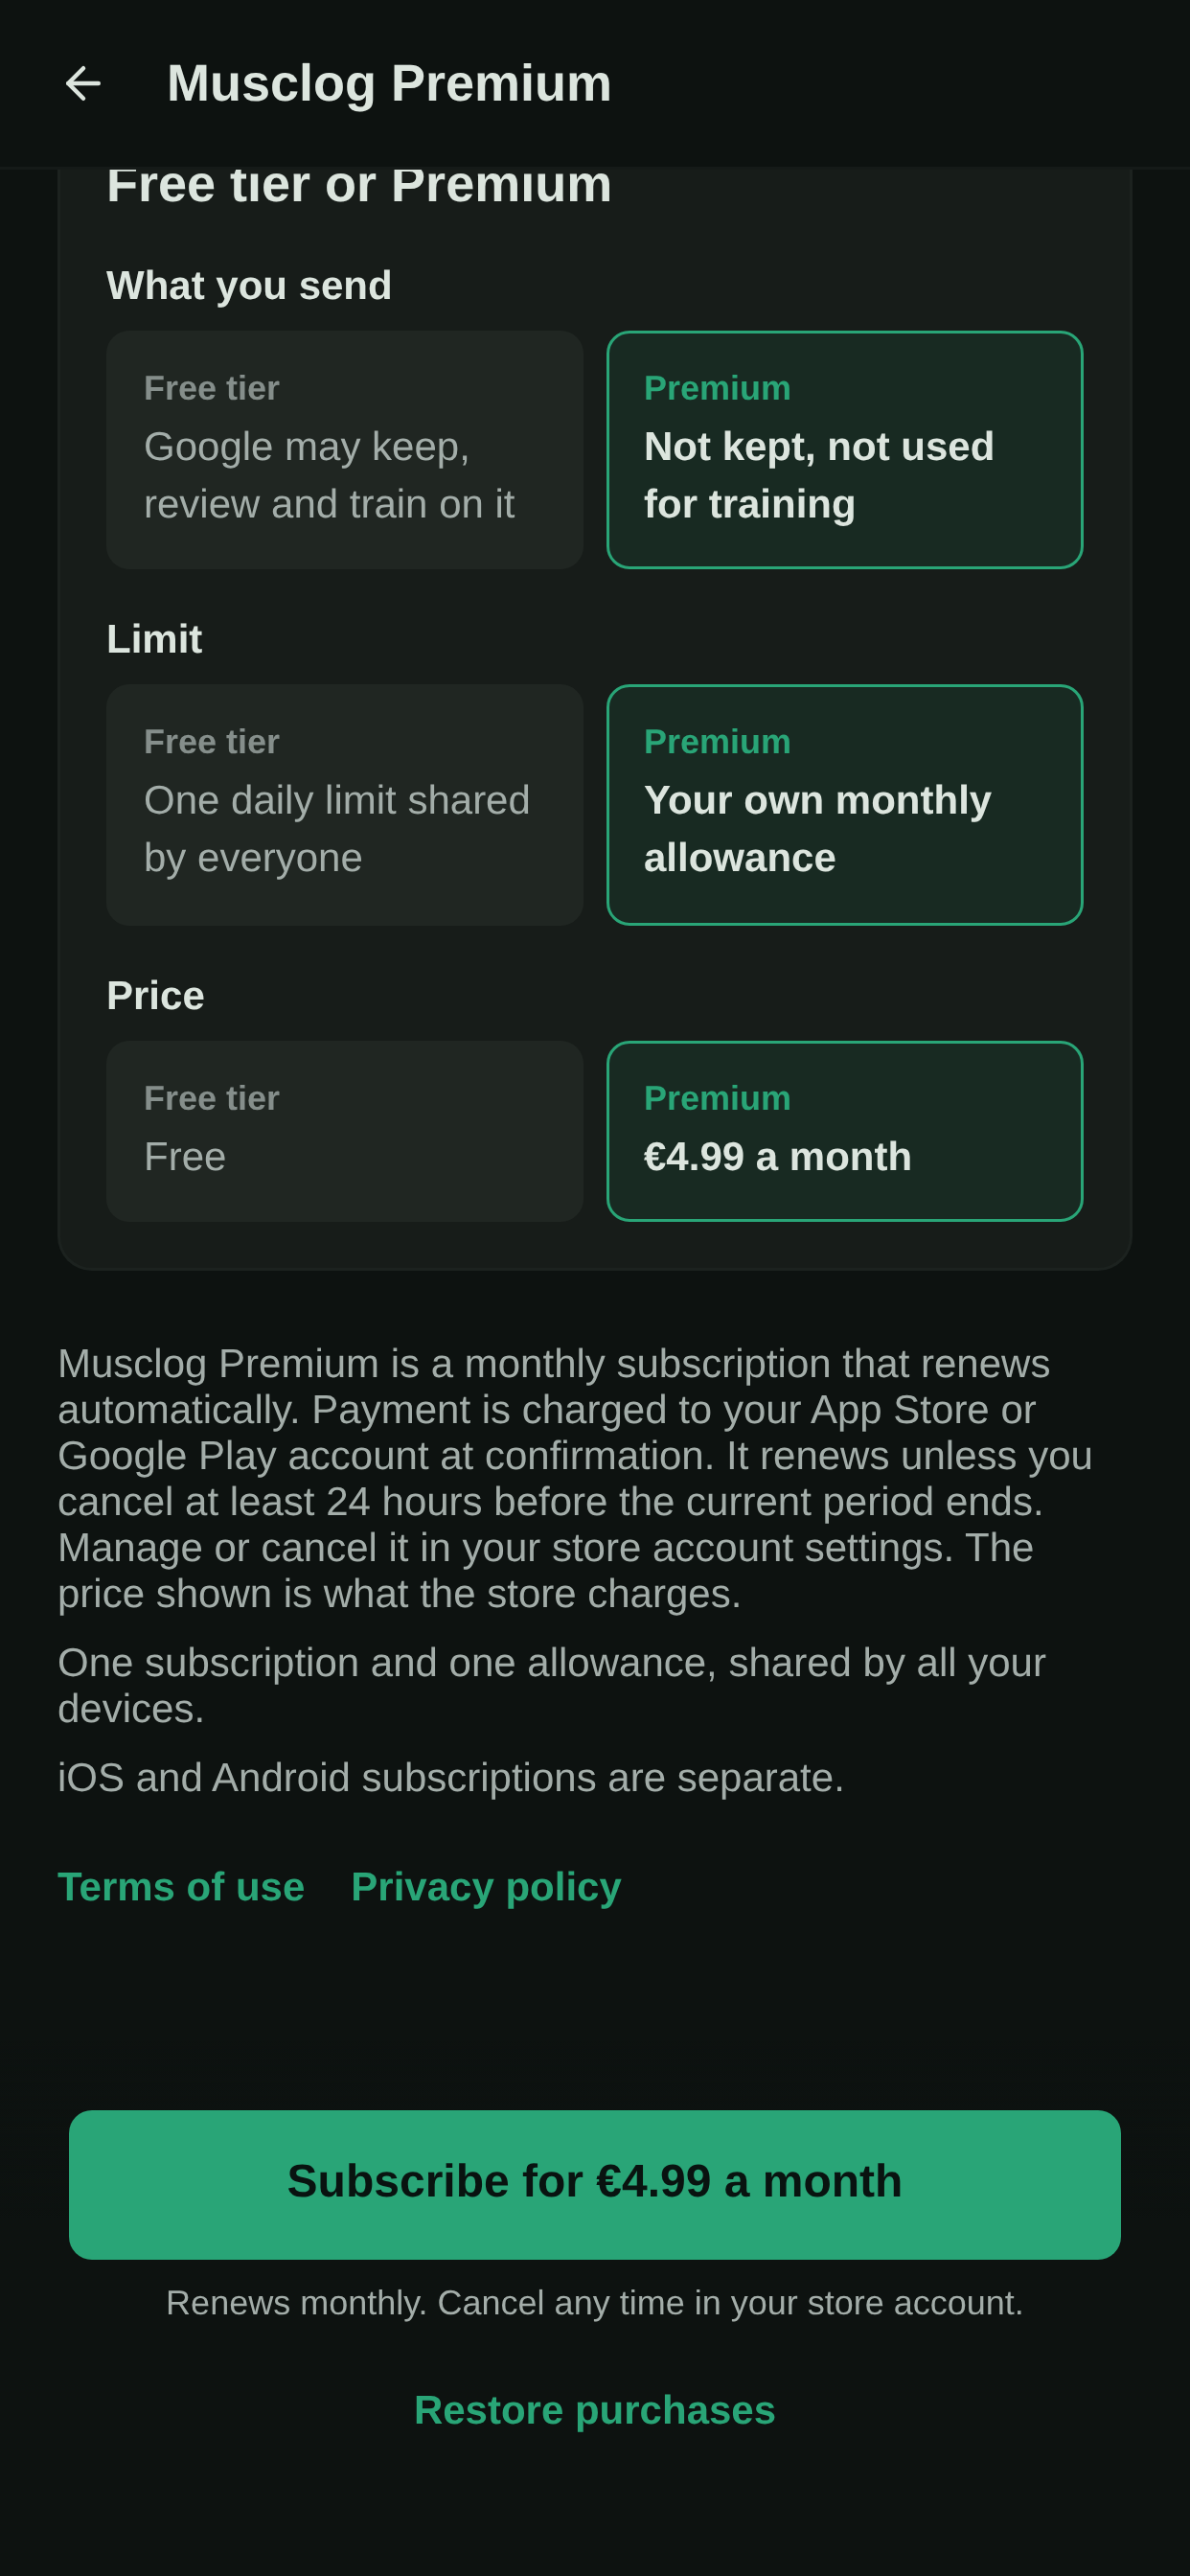 Musclog Premium
Free tier or Premium
What you send
Free tier
Google may keep,
review and train on it
Premium
Not kept, not used
for training
Limit
Free tier
One daily limit shared
by everyone
Premium
Your own monthly
allowance
Price
Free tier
Free
Premium
€4.99 a month
Musclog Premium is a monthly subscription that renews
automatically. Payment is charged to your App Store or
Google Play account at confirmation. It renews unless you
cancel at least 24 hours before the current period ends.
Manage or cancel it in your store account settings. The
price shown is what the store charges.
One subscription and one allowance, shared by all your
devices.
iOS and Android subscriptions are separate.
Terms of use Privacy policy
Subscribe for €4.99 a month
Renews monthly. Cancel any time in your store account.
Restore purchases